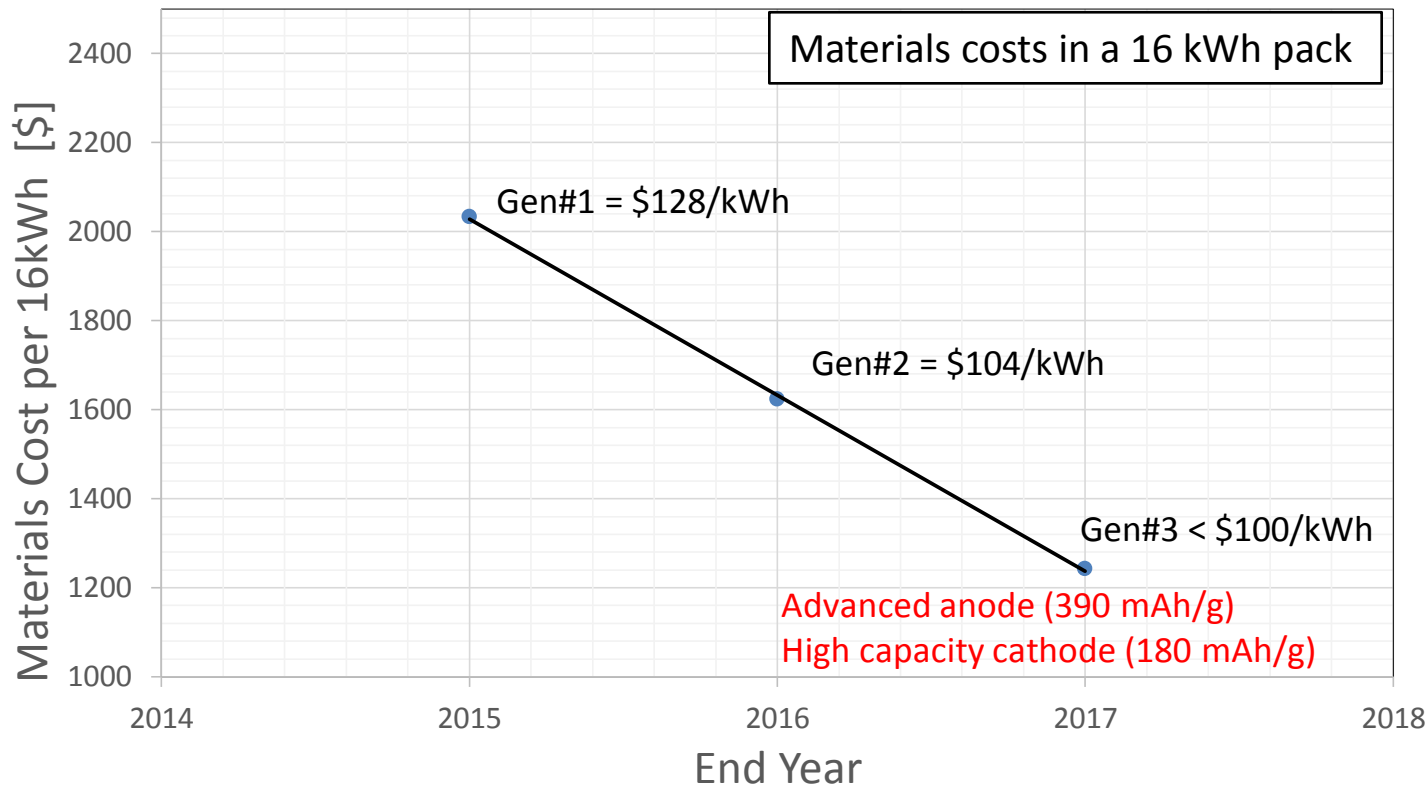 Materials costs in a 16 kWh pack
Materials Cost per 16kWh [$]
2400
2200
2000
1800
1600
1400
1200
1000
Gen#1 = $128/kWh
Gen#2 = $104/kWh
Gen#3 < $100/kWh
Advanced anode (390 mAh/g)
High capacity cathode (180 mAh/g)
2014 2015 2016 2017 2018
End Year